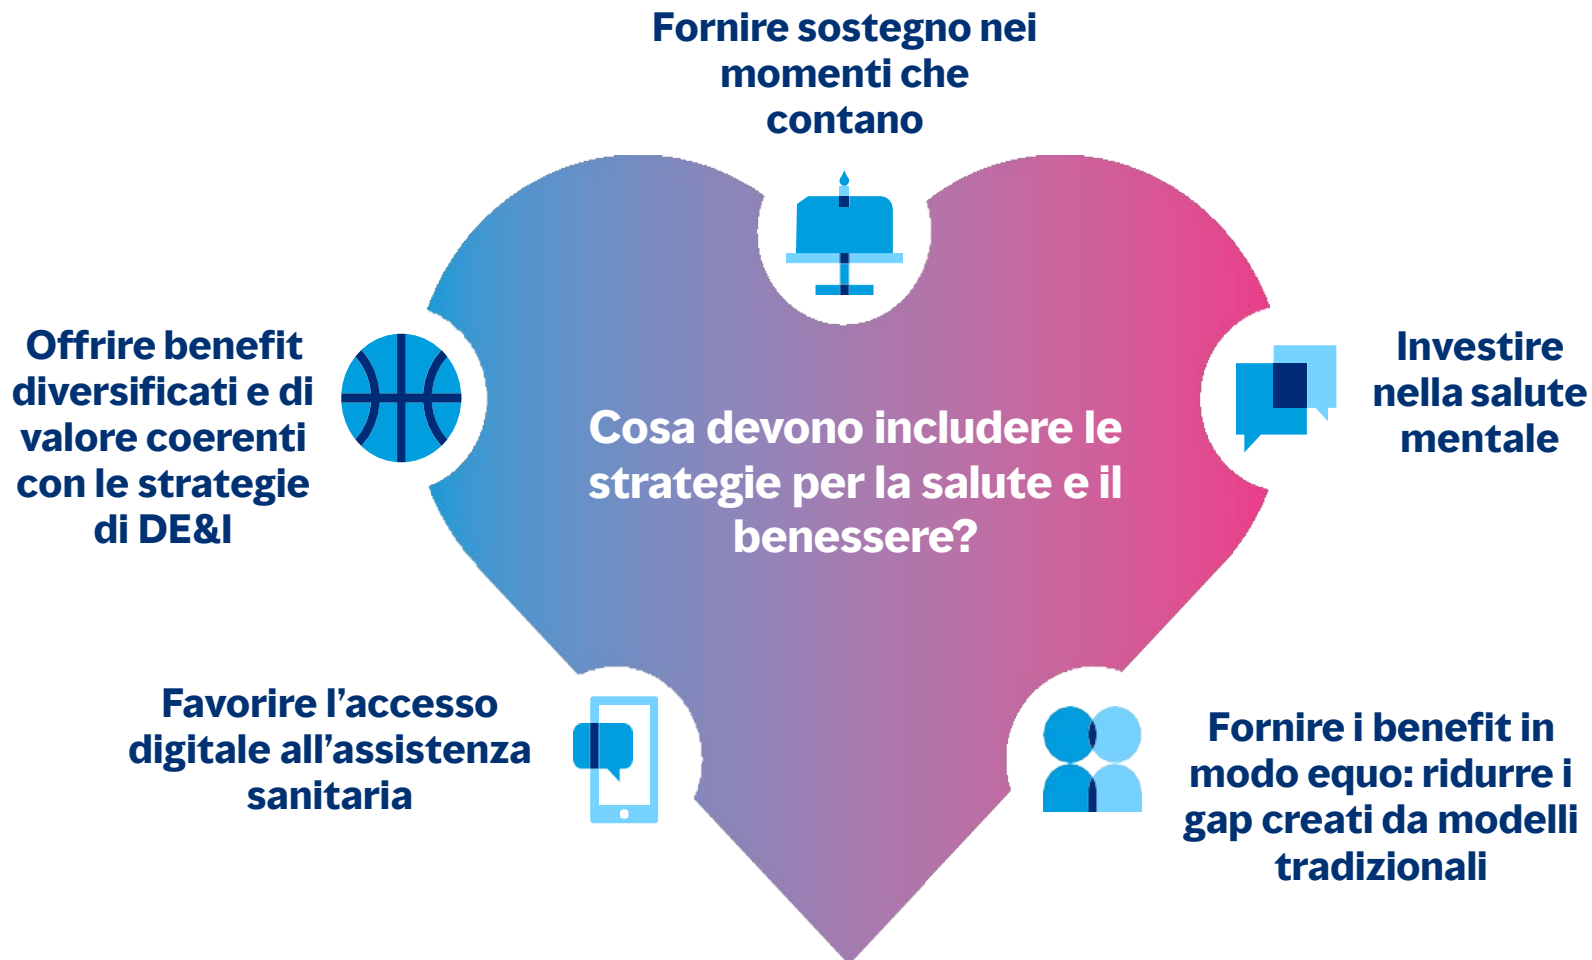 Fornire sostegno nei
momenti che
contano
Offrire benefit
diversificati e di
valore coerenti
con le strategie
di DE&I
Cosa devono includere le
strategie per la salute e il
benessere?
Investire
nella salute
mentale
Favorire l’accesso
digitale all’assistenza
sanitaria
Fornire i benefit in
modo equo: ridurre i
gap creati da modelli
tradizionali